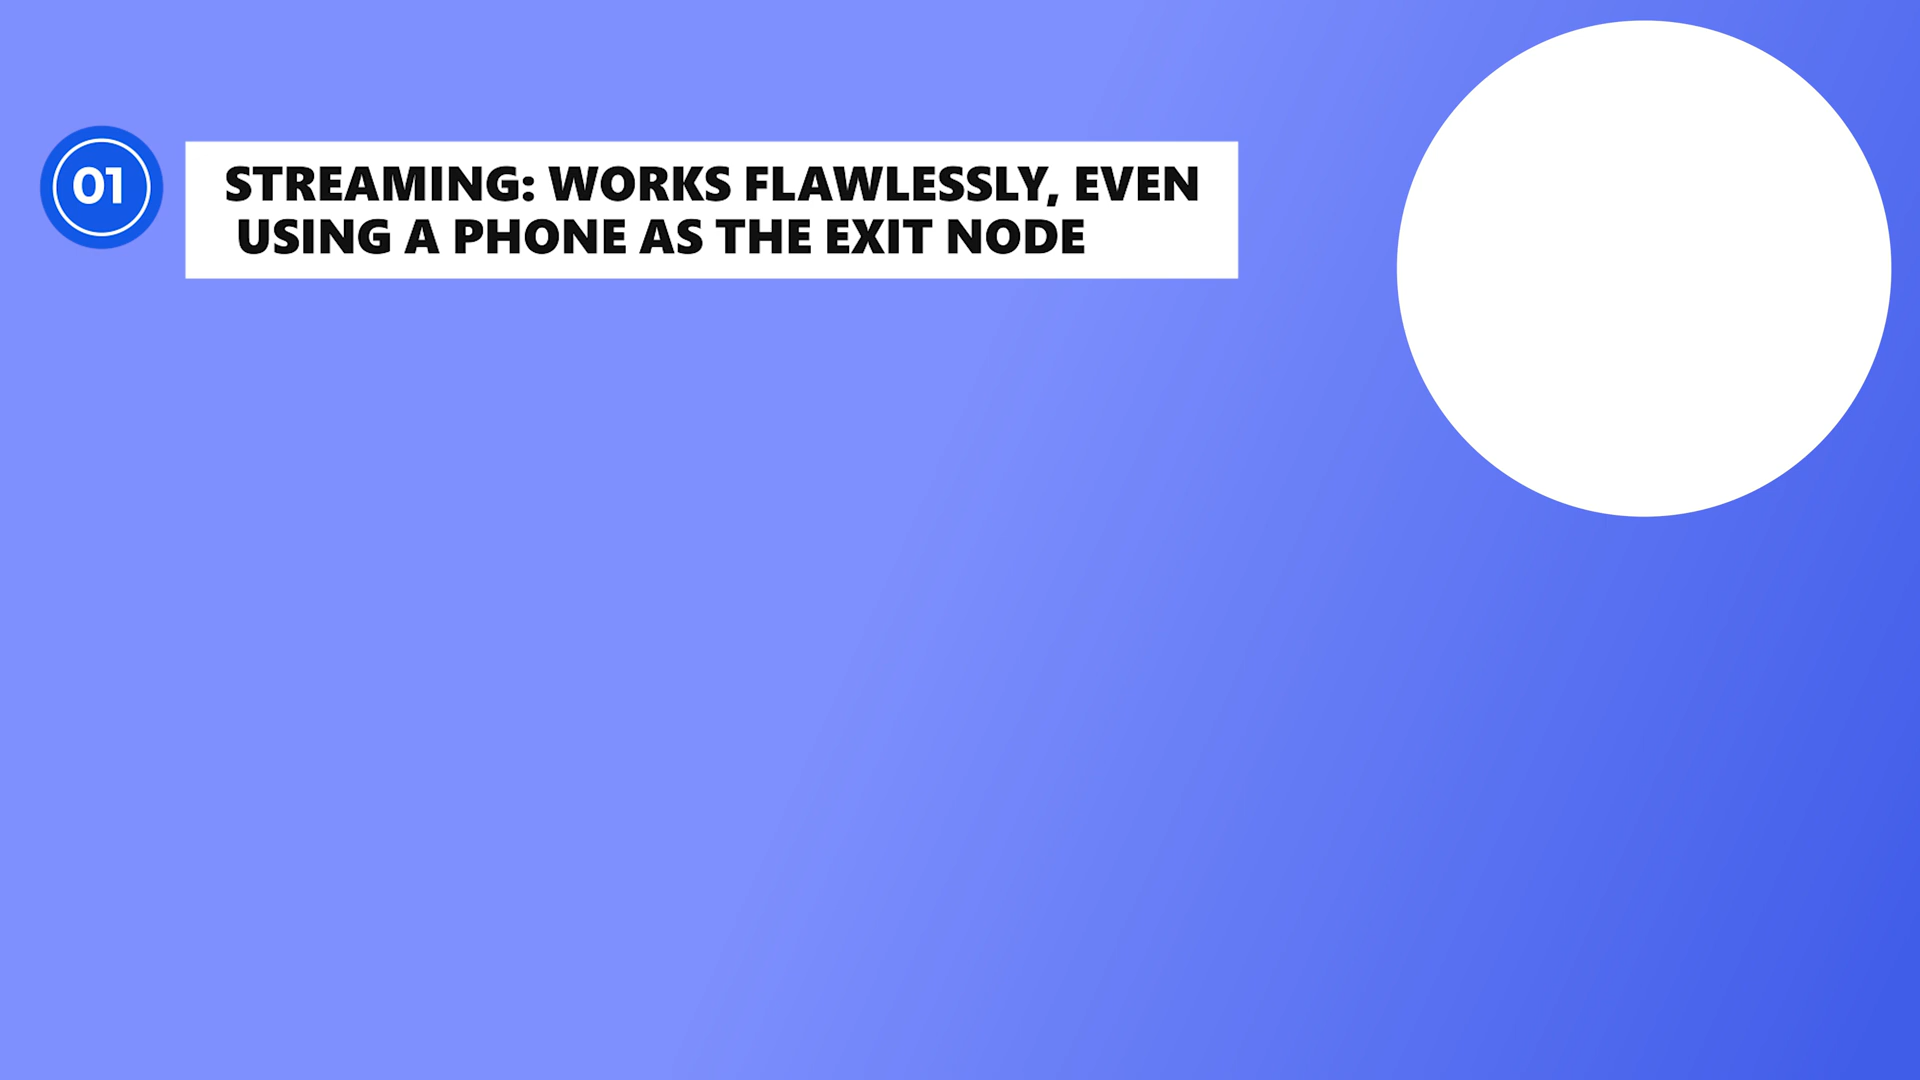 01
STREAMING: WORKS FLAWLESSLY, EVEN
USING A PHONE AS THE EXIT NODE